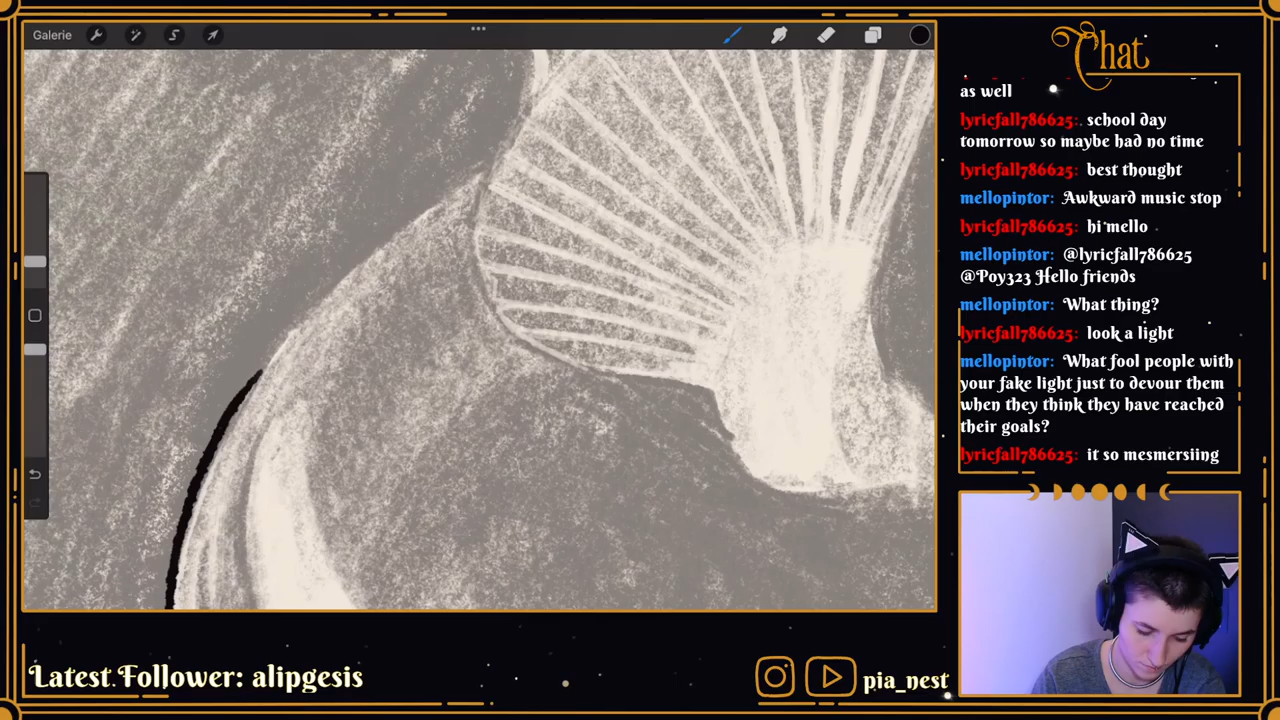 Galerie
Chat
as well
lyricfall786625: school day
tomorrow so maybe had no time
lyricfall786625: best thought
mellopintor: Awkward music stop
lyricfall786625: hi mello
mellopintor: @lyricfall786625
@Poy323 Hello friends
mellopintor: What thing?
lyricfall786625: look a light
mellopintor: What fool people with
your fake light just to devour them
when they think they have reached
their goals?
lyricfall786625: it so mesmersiing
Latest Follower: alipgesis
pia_nest